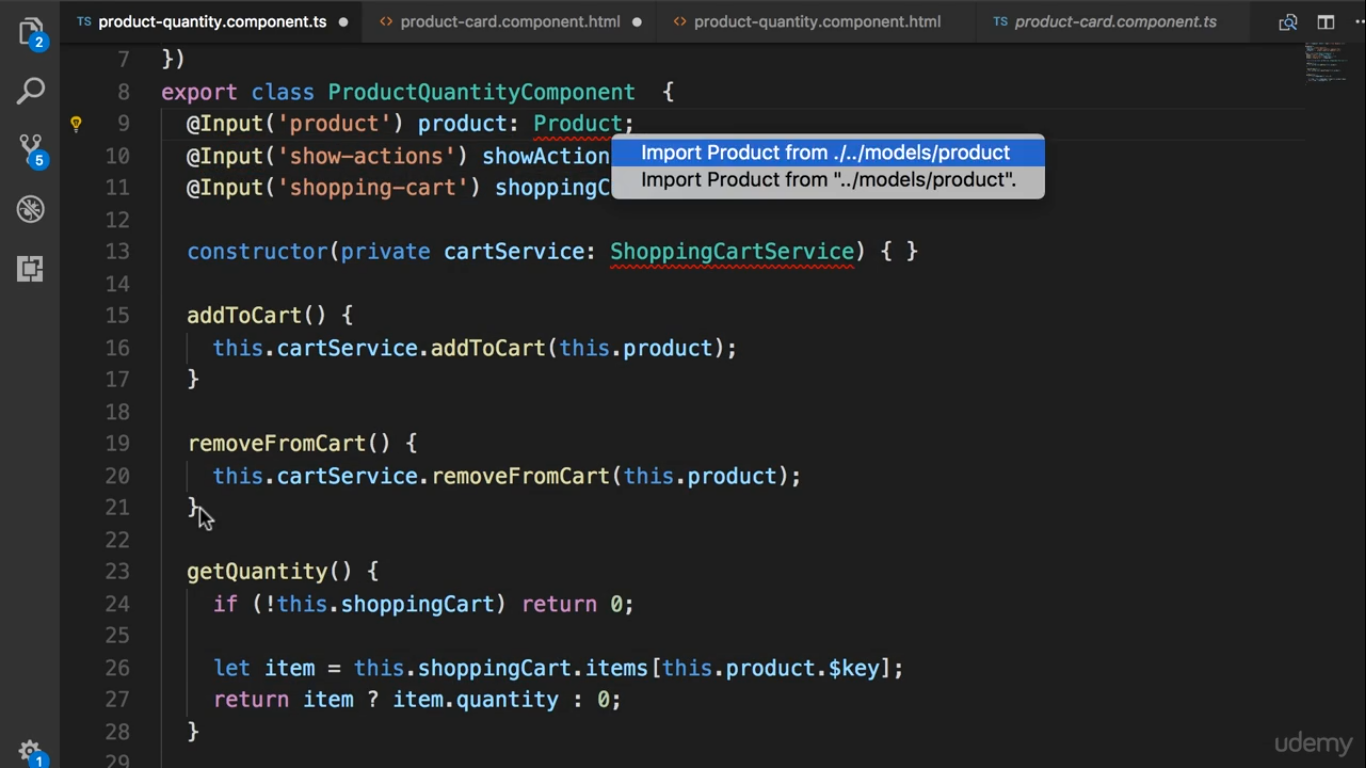 TS product-quantity.component.ts ● <> product-card.component.html ● <> product-quantity.component.html TS product-card.component.ts
2
7 })
8 export class ProductQuantityComponent {
9 @Input('product') product: Product;
Import Product from ./../models/product
10 @Input('show-actions') showAction
Import Product from "../models/product".
11 @Input('shopping-cart') shoppingC
5
12
13 constructor(private cartService: ShoppingCartService) { }
14
15 addToCart() {
16 this.cartService.addToCart(this.product);
17 }
18
19 removeFromCart() {
20 this.cartService.removeFromCart(this.product);
21 }
22
23 getQuantity() {
24 if (!this.shoppingCart) return 0;
25
26 let item = this.shoppingCart.items[this.product.$key];
27 return item ? item.quantity : 0;
28 }
29
1
udemy